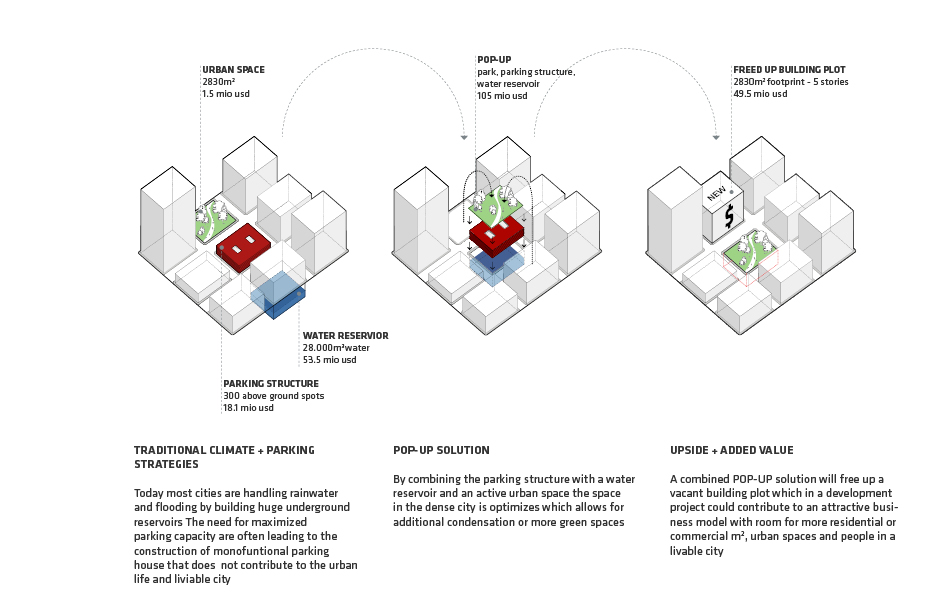 URBAN SPACE
2830m²
1.5 mio usd
POP-UP
park, parking structure,
water reservoir
105 mio usd
FREED UP BUILDING PLOT
2830m² footprint - 5 stories
49.5 mio usd
NEW
$
WATER RESERVIOR
28.000m³water
53.5 mio usd
PARKING STRUCTURE
300 above ground spots
18.1 mio usd
TRADITIONAL CLIMATE + PARKING
STRATEGIES
Today most cities are handling rainwater
and flooding by building huge underground
reservoirs The need for maximized
parking capacity are often leading to the
construction of monofuntional parking
house that does  not contribute to the urban
life and liviable city
POP-UP SOLUTION
By combining the parking structure with a water
reservoir and an active urban space the space
in the dense city is optimizes which allows for
additional condensation or more green spaces
UPSIDE + ADDED VALUE
A combined POP-UP solution will free up a
vacant building plot which in a development
project could contribute to an attractive busi-
ness model with room for more residential or
commercial m², urban spaces and people in a
livable city